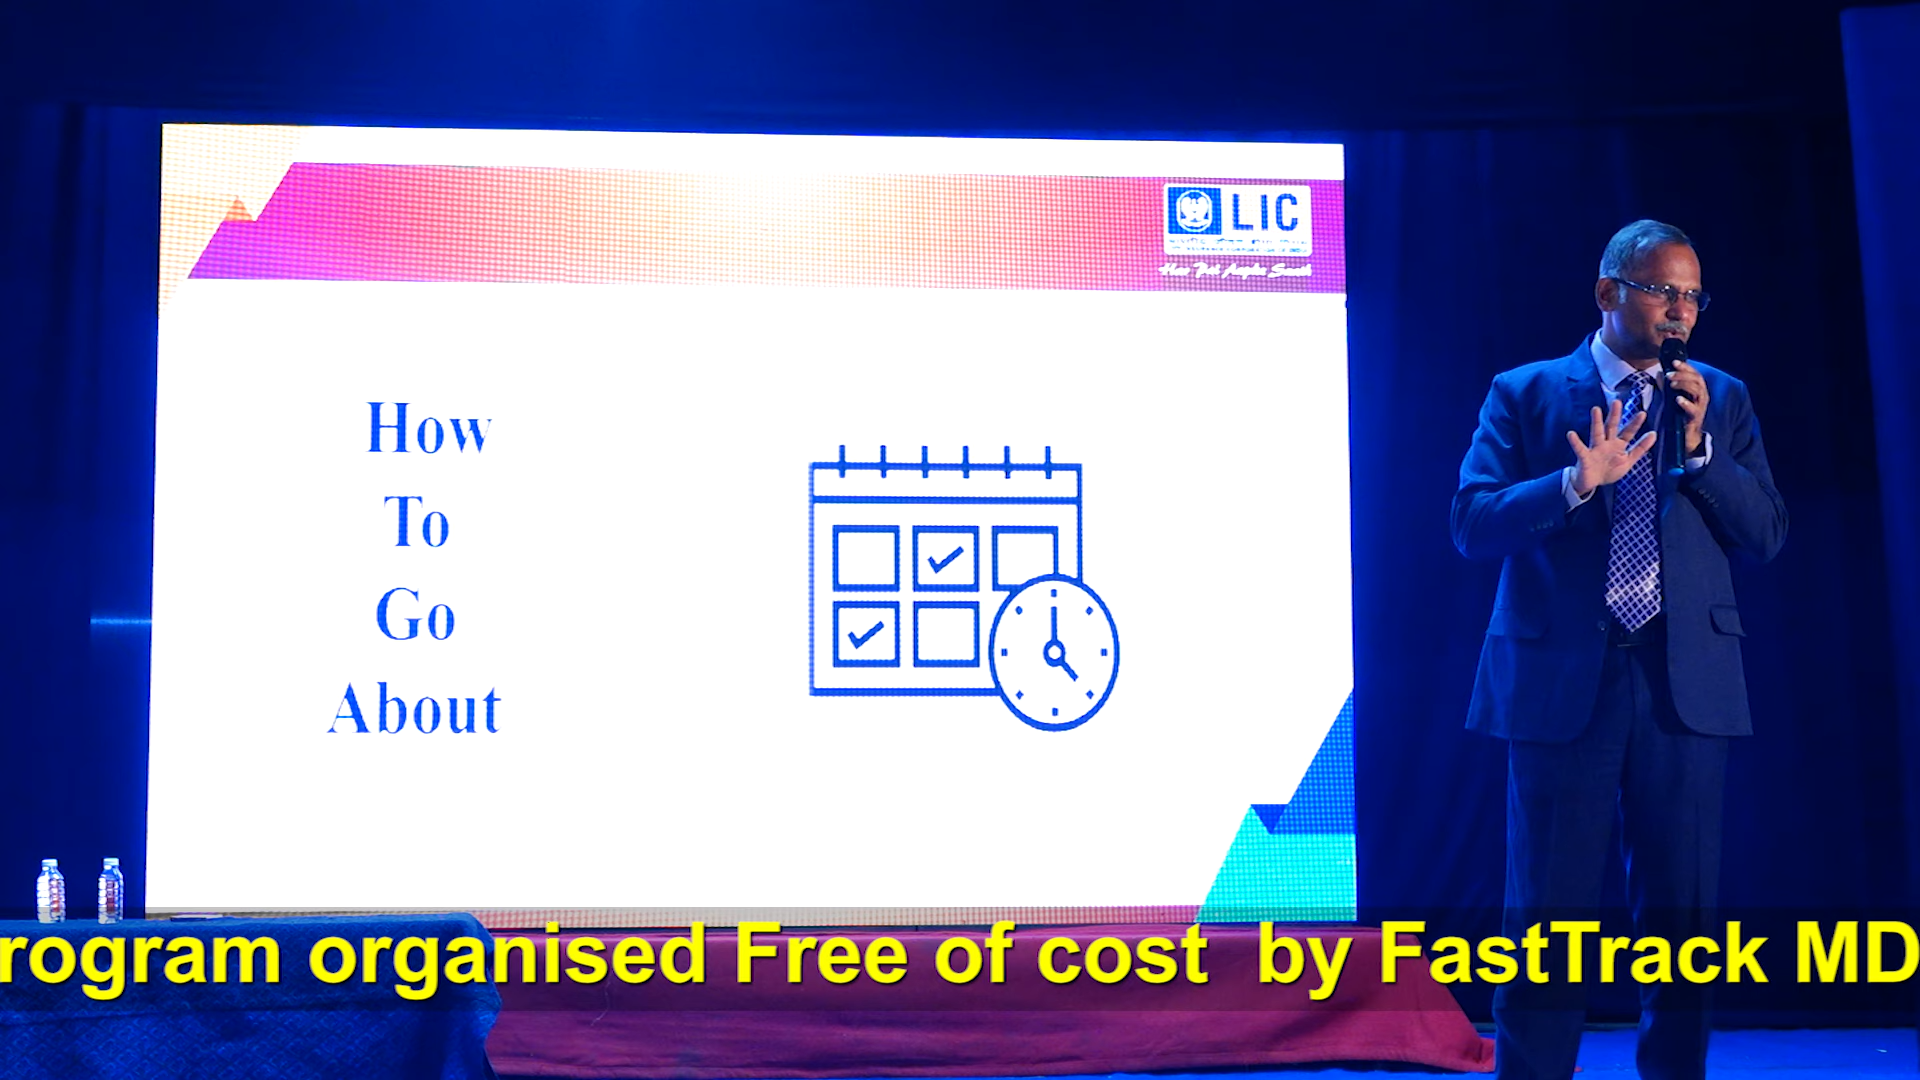 LIC
How
To
Go
About
rogram organised Free of cost by FastTrack MD